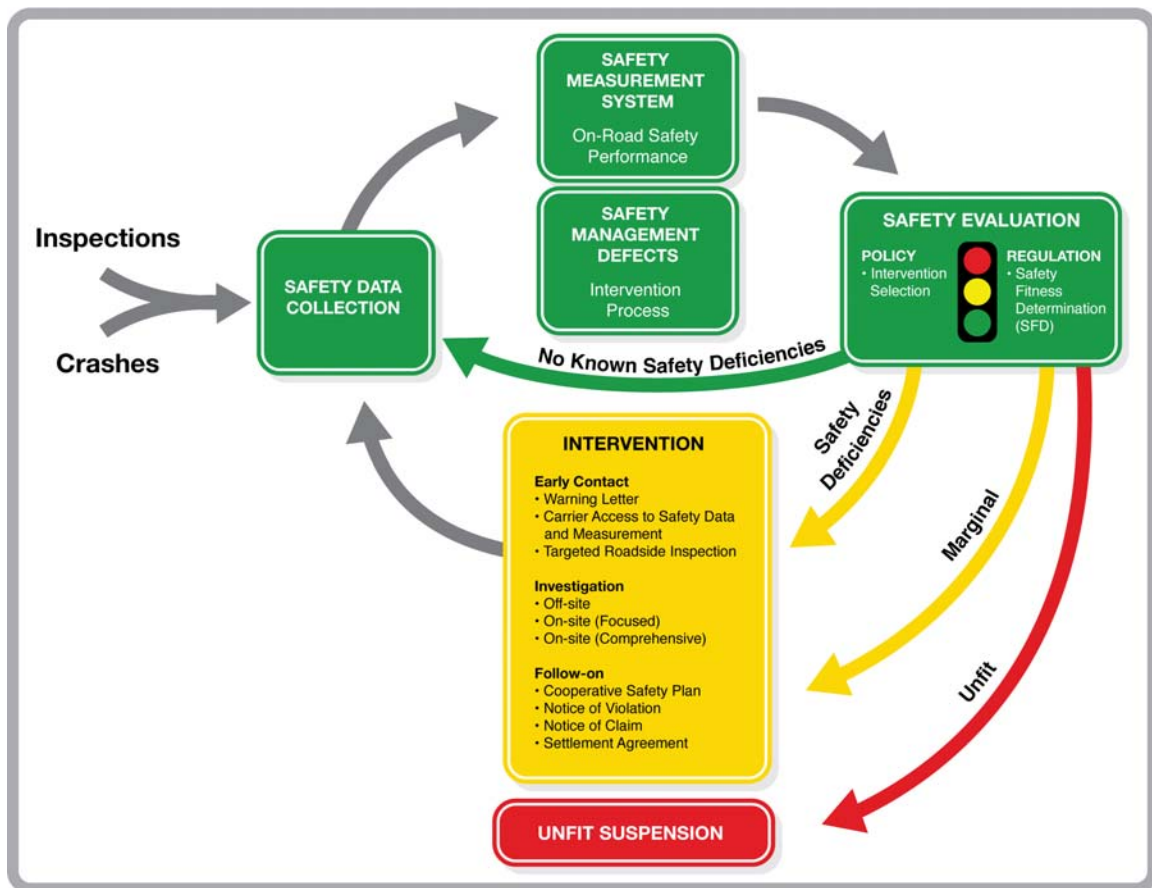 SAFETY
MEASUREMENT
SYSTEM
On-Road Safety
Performance
SAFETY
MANAGEMENT
DEFECTS
Intervention
Process
Inspections
Crashes
SAFETY DATA
COLLECTION
SAFETY EVALUATION
POLICY
• Intervention
Selection
REGULATION
• Safety
Fitness
Determination
(SFD)
No Known Safety Deficiencies
Safety
Deficiencies
Marginal
Unfit
INTERVENTION
Early Contact
• Warning Letter
• Carrier Access to Safety Data
and Measurement
• Targeted Roadside Inspection
Investigation
• Off-site
• On-site (Focused)
• On-site (Comprehensive)
Follow-on
• Cooperative Safety Plan
• Notice of Violation
• Notice of Claim
• Settlement Agreement
UNFIT SUSPENSION